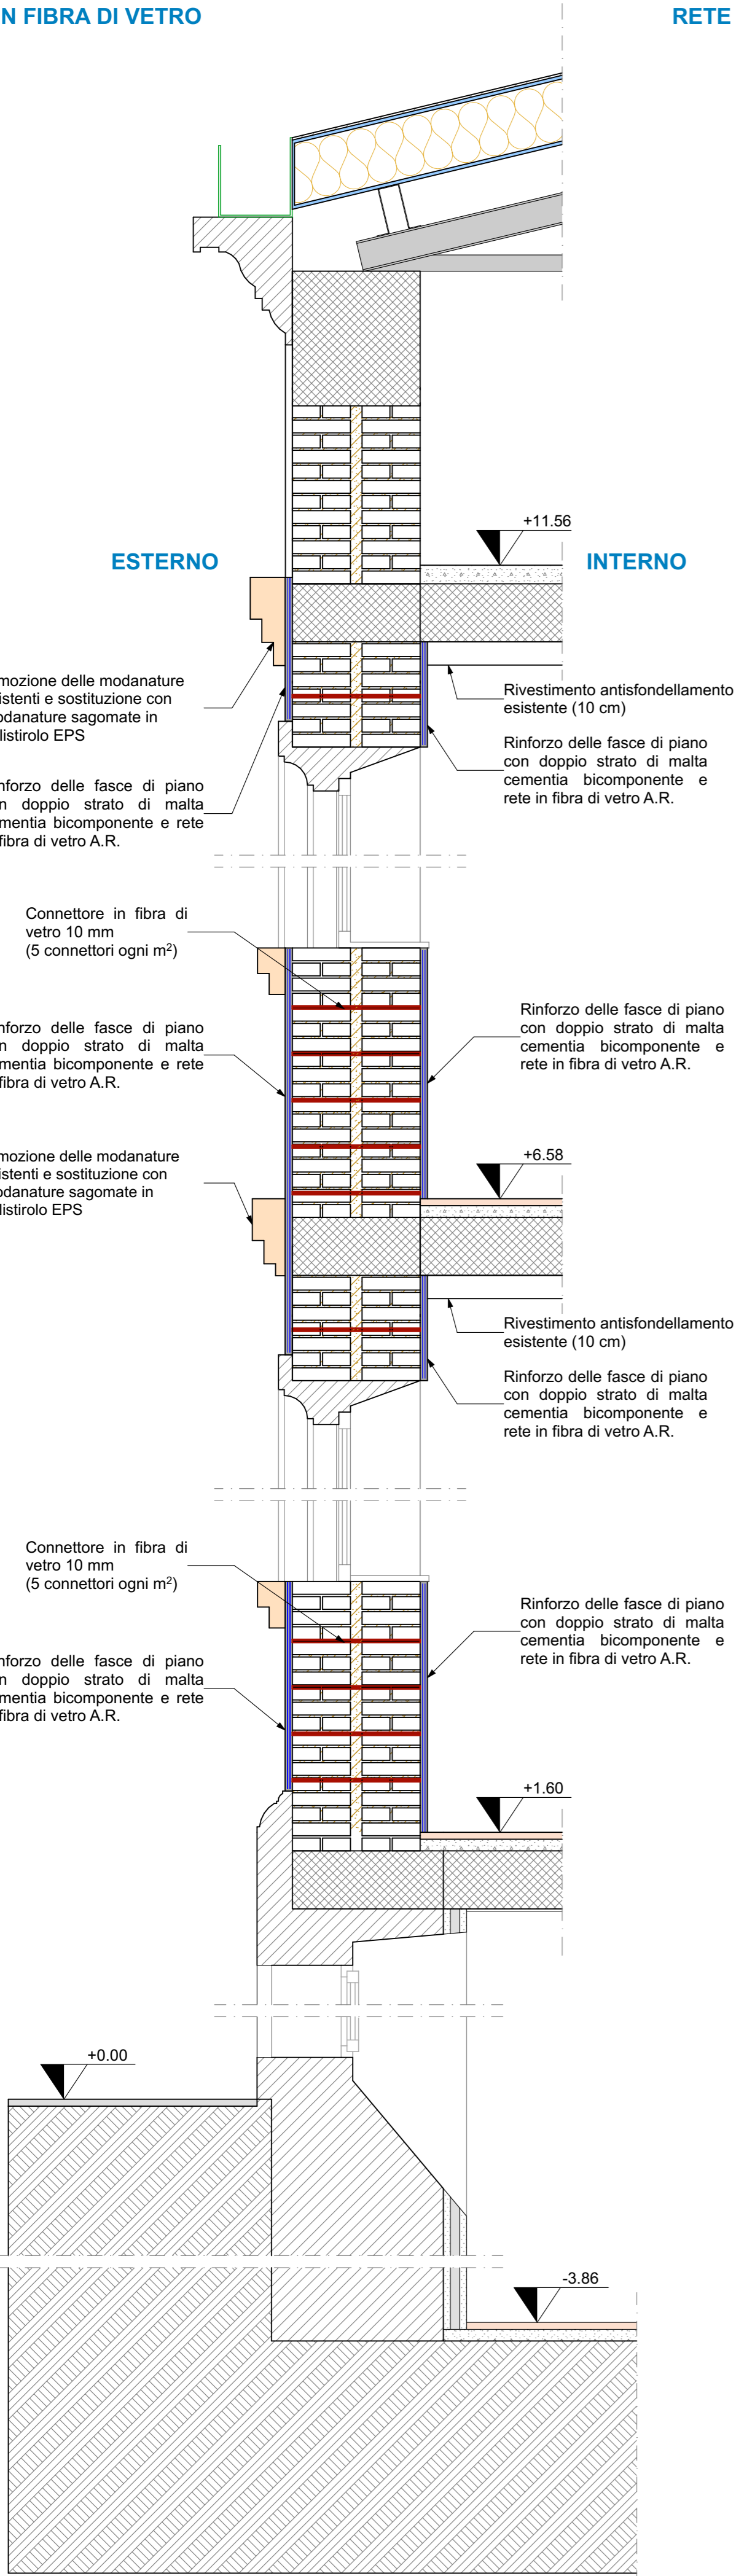 N FIBRA DI VETRO
RETE
+11.56
ESTERNO
INTERNO
mozione delle modanature
istenti e sostituzione con
odanature sagomate in
listirolo EPS
Rivestimento antisfondellamento
esistente (10 cm)
Rinforzo delle fasce di piano
con doppio strato di malta
cementia bicomponente e
rete in fibra di vetro A.R.
nforzo delle fasce di piano
n doppio strato di malta
mentia bicomponente e rete
fibra di vetro A.R.
Connettore in fibra di
vetro 10 mm
(5 connettori ogni m²)
Rinforzo delle fasce di piano
con doppio strato di malta
cementia bicomponente e
rete in fibra di vetro A.R.
nforzo delle fasce di piano
n doppio strato di malta
mentia bicomponente e rete
fibra di vetro A.R.
mozione delle modanature
istenti e sostituzione con
odanature sagomate in
listirolo EPS
+6.58
Rivestimento antisfondellamento
esistente (10 cm)
Rinforzo delle fasce di piano
con doppio strato di malta
cementia bicomponente e
rete in fibra di vetro A.R.
Connettore in fibra di
vetro 10 mm
(5 connettori ogni m²)
Rinforzo delle fasce di piano
con doppio strato di malta
cementia bicomponente e
rete in fibra di vetro A.R.
nforzo delle fasce di piano
n doppio strato di malta
mentia bicomponente e rete
fibra di vetro A.R.
+1.60
+0.00
-3.86